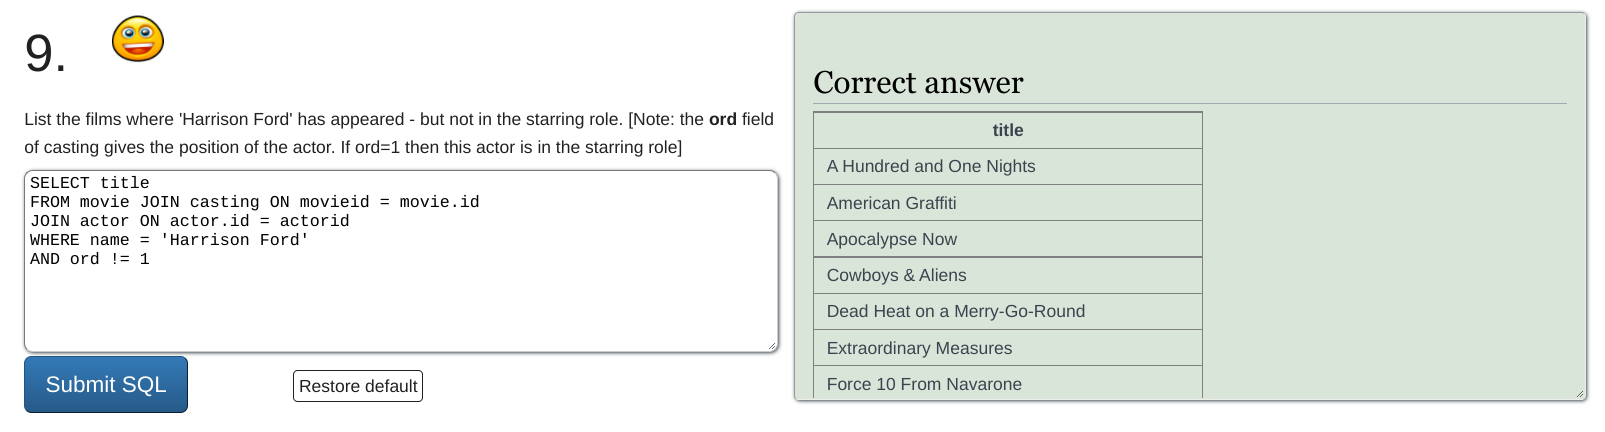 9.
List the films where 'Harrison Ford' has appeared - but not in the starring role. [Note: the ord field
of casting gives the position of the actor. If ord=1 then this actor is in the starring role]
SELECT title
FROM movie JOIN casting ON movieid = movie.id
JOIN actor ON actor.id = actorid
WHERE name = 'Harrison Ford'
AND ord != 1
Submit SQL
Restore default
Correct answer
title
A Hundred and One Nights
American Graffiti
Apocalypse Now
Cowboys & Aliens
Dead Heat on a Merry-Go-Round
Extraordinary Measures
Force 10 From Navarone